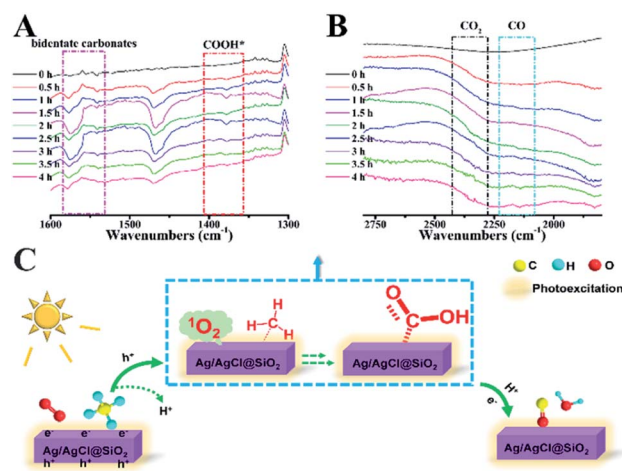 A
bidentate carbonates
COOH*
0 h
0.5 h
1 h
1.5 h
2 h
2.5 h
3 h
3.5 h
4 h
1600 1500 1400 1300
Wavenumbers (cm⁻¹)
B
CO₂
CO
0 h
0.5 h
1 h
1.5 h
2 h
2.5 h
3 h
3.5 h
4 h
2750 2500 2250 2000
Wavenumbers (cm⁻¹)
C
C H O
Photoexcitation
¹O₂
H
C
H
H
Ag/AgCl@SiO₂
O
C
OH
Ag/AgCl@SiO₂
h⁺
H⁺
e⁻ e⁻ e⁻
Ag/AgCl@SiO₂
h⁺ h⁺ h⁺
H⁺
e⁻
Ag/AgCl@SiO₂